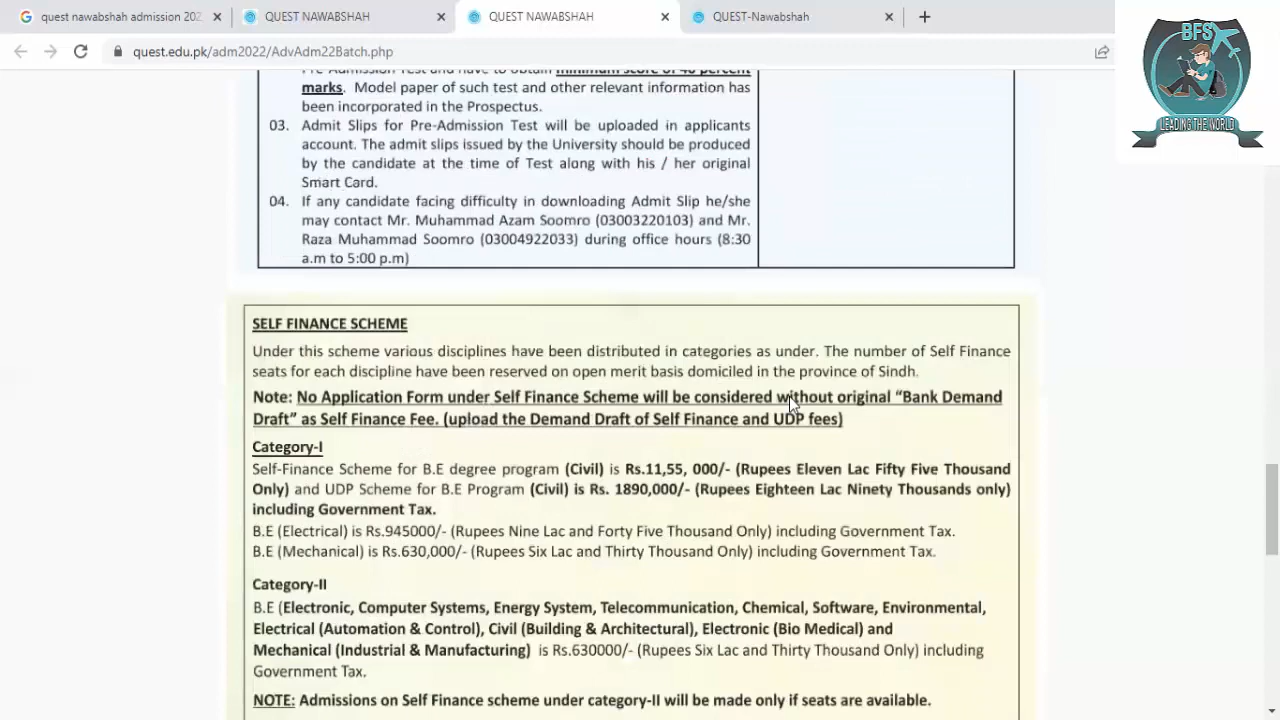 quest nawabshah admission 202
QUEST NAWABSHAH
QUEST NAWABSHAH
QUEST-Nawabshah
quest.edu.pk/adm2022/AdvAdm22Batch.php
BFS
LEADING THE WORLD
Pre-Admission Test and have to obtain minimum score of 40 percent
marks. Model paper of such test and other relevant information has
been incorporated in the Prospectus.
03. Admit Slips for Pre-Admission Test will be uploaded in applicants
account. The admit slips issued by the University should be produced
by the candidate at the time of Test along with his / her original
Smart Card.
04. If any candidate facing difficulty in downloading Admit Slip he/she
may contact Mr. Muhammad Azam Soomro (03003220103) and Mr.
Raza Muhammad Soomro (03004922033) during office hours (8:30
a.m to 5:00 p.m)
SELF FINANCE SCHEME
Under this scheme various disciplines have been distributed in categories as under. The number of Self Finance
seats for each discipline have been reserved on open merit basis domiciled in the province of Sindh.
Note: No Application Form under Self Finance Scheme will be considered without original “Bank Demand
Draft” as Self Finance Fee. (upload the Demand Draft of Self Finance and UDP fees)
Category-I
Self-Finance Scheme for B.E degree program (Civil) is Rs.11,55, 000/- (Rupees Eleven Lac Fifty Five Thousand
Only) and UDP Scheme for B.E Program (Civil) is Rs. 1890,000/- (Rupees Eighteen Lac Ninety Thousands only)
including Government Tax.
B.E (Electrical) is Rs.945000/- (Rupees Nine Lac and Forty Five Thousand Only) including Government Tax.
B.E (Mechanical) is Rs.630,000/- (Rupees Six Lac and Thirty Thousand Only) including Government Tax.
Category-II
B.E (Electronic, Computer Systems, Energy System, Telecommunication, Chemical, Software, Environmental,
Electrical (Automation & Control), Civil (Building & Architectural), Electronic (Bio Medical) and
Mechanical (Industrial & Manufacturing) is Rs.630000/- (Rupees Six Lac and Thirty Thousand Only) including
Government Tax.
NOTE: Admissions on Self Finance scheme under category-II will be made only if seats are available.